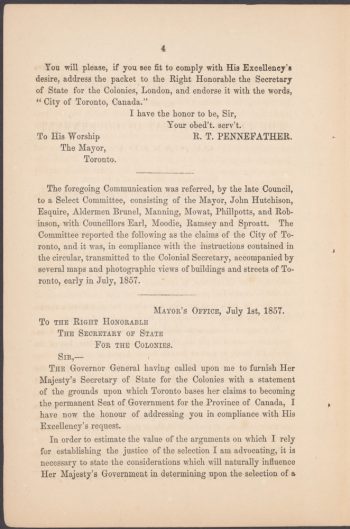 4
You will please, if you see fit to comply with His Excellency's
desire, address the packet to the Right Honorable the Secretary
of State for the Colonies, London, and endorse it with the words,
“ City of Toronto, Canada.”
I have the honor to be, Sir,
Your obed't. serv't.
To His Worship R. T. PENNEFATHER.
The Mayor,
Toronto.
The foregoing Communication was referred, by the late Council,
to a Select Committee, consisting of the Mayor, John Hutchison,
Esquire, Aldermen Brunel, Manning, Mowat, Phillpotts, and Rob-
inson, with Councillors Earl, Moodie, Ramsey and Sproatt. The
Committee reported the following as the claims of the City of To-
ronto, and it was, in compliance with the instructions contained in
the circular, transmitted to the Colonial Secretary, accompanied by
several maps and photographic views of buildings and streets of To-
ronto, early in July, 1857.
MAYOR'S OFFICE, July 1st, 1857.
TO THE RIGHT HONORABLE
THE SECRETARY OF STATE
FOR THE COLONIES.
SIR,—
THE Governor General having called upon me to furnish Her
Majesty's Secretary of State for the Colonies with a statement
of the grounds upon which Toronto bases her claims to becoming
the permanent Seat of Government for the Province of Canada, I
have now the honour of addressing you in compliance with His
Excellency's request.
In order to estimate the value of the arguments on which I rely
for establishing the justice of the selection I am advocating, it is
necessary to state the considerations which will naturally influence
Her Majesty's Government in determining upon the selection of a